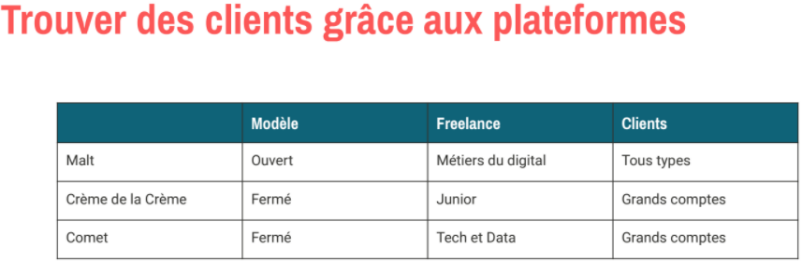 Trouver des clients grâce aux plateformes
Modèle Freelance Clients
Malt Ouvert Métiers du digital Tous types
Crème de la Crème Fermé Junior Grands comptes
Comet Fermé Tech et Data Grands comptes